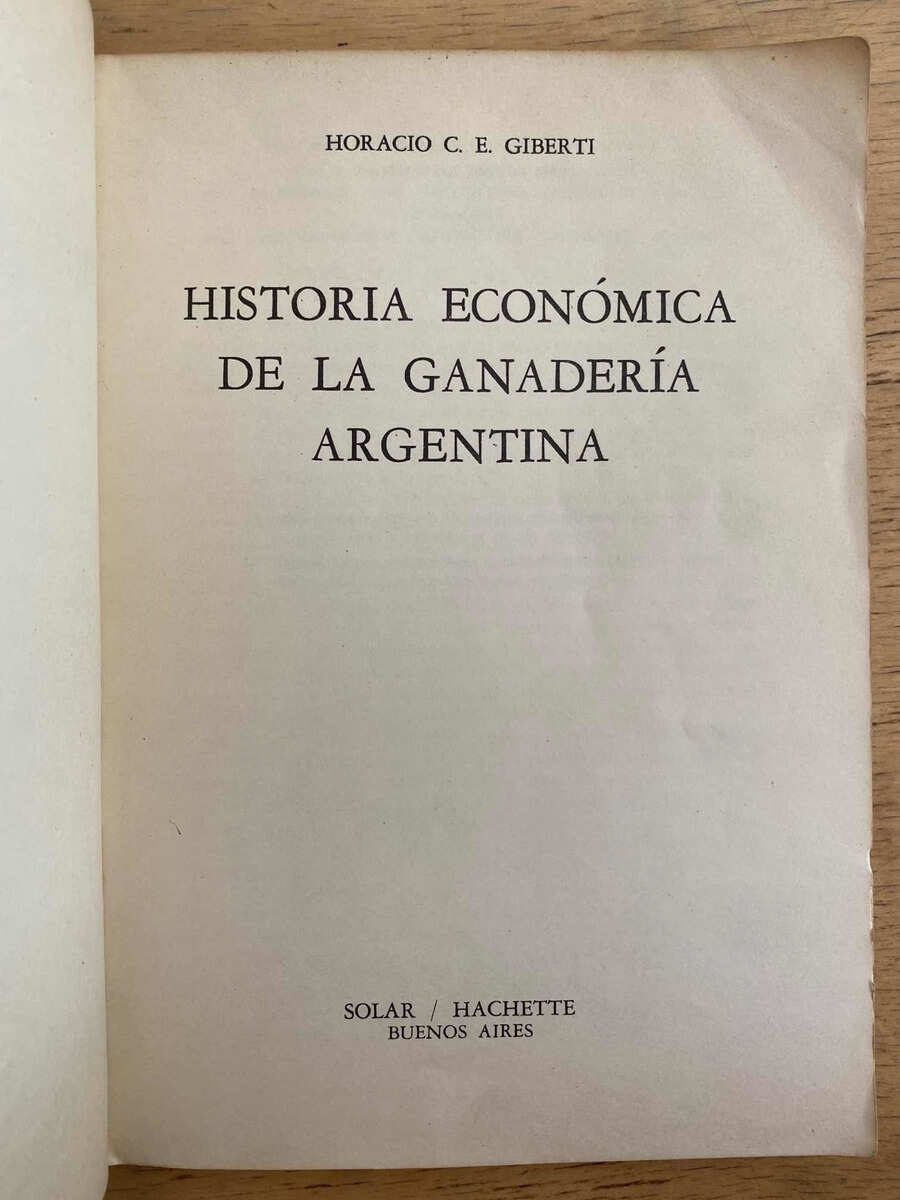 HORACIO C. E. GIBERTI
HISTORIA ECONÓMICA
DE LA GANADERÍA
ARGENTINA
SOLAR / HACHETTE
BUENOS AIRES